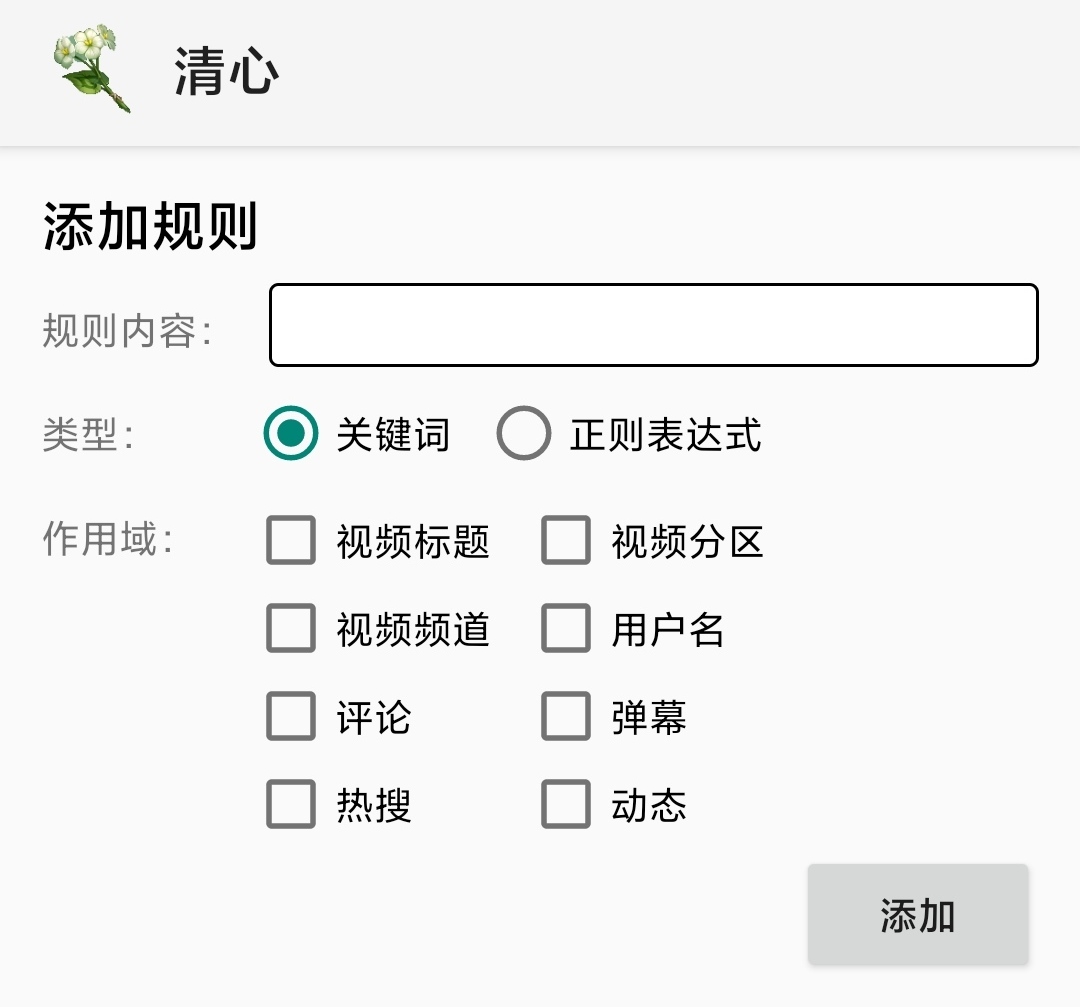 清心
添加规则
规则内容：
类型： 关键词 正则表达式
作用域： 视频标题 视频分区
视频频道 用户名
评论 弹幕
热搜 动态
添加